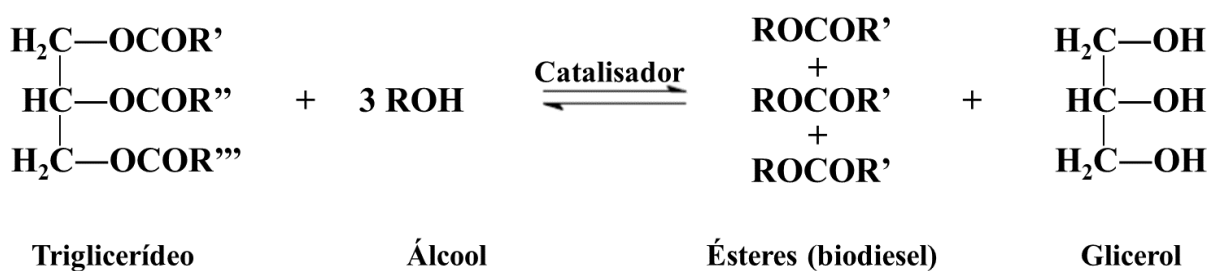 H₂C—OCOR’
HC—OCOR”
H₂C—OCOR’”
+
3 ROH
Catalisador
ROCOR’
+
ROCOR’
+
ROCOR’
+
H₂C—OH
HC—OH
H₂C—OH
Triglicerídeo
Álcool
Ésteres (biodiesel)
Glicerol